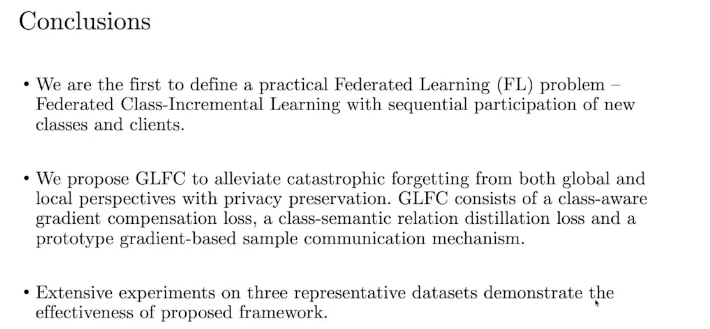 Conclusions
• We are the first to define a practical Federated Learning (FL) problem –
Federated Class-Incremental Learning with sequential participation of new
classes and clients.
• We propose GLFC to alleviate catastrophic forgetting from both global and
local perspectives with privacy preservation. GLFC consists of a class-aware
gradient compensation loss, a class-semantic relation distillation loss and a
prototype gradient-based sample communication mechanism.
• Extensive experiments on three representative datasets demonstrate the
effectiveness of proposed framework.